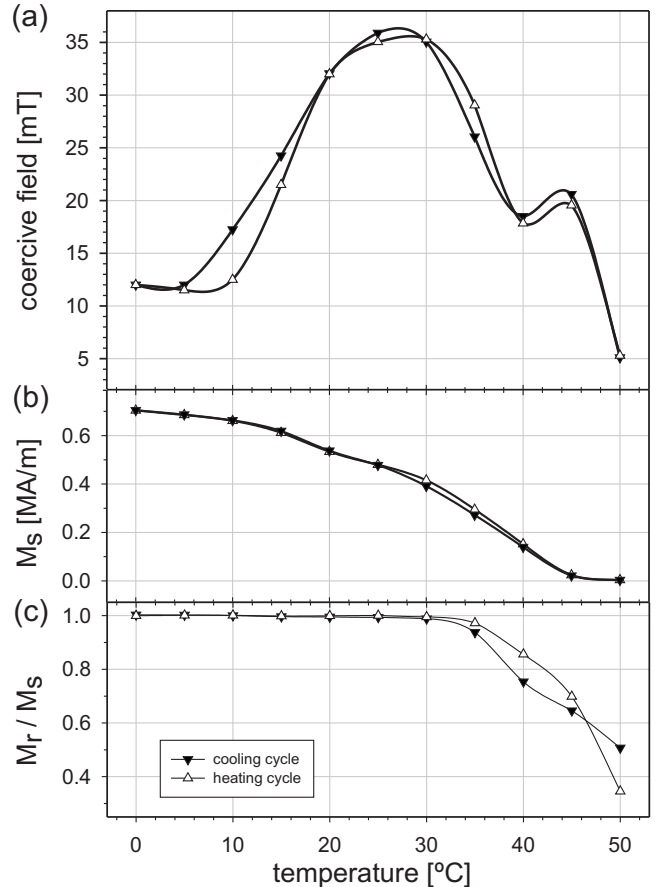 (a)
35
30
25
20
15
10
5
coercive field [mT]
(b)
0.6
0.4
0.2
0.0
Ms [MA/m]
(c)
1.0
0.8
0.6
0.4
Mr / Ms
cooling cycle
heating cycle
0 10 20 30 40 50
temperature [ºC]